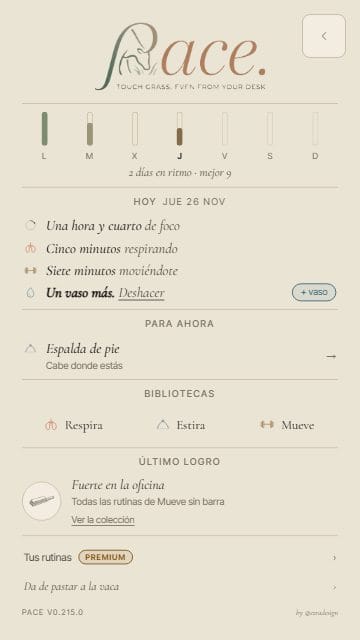 Pace.
TOUCH GRASS, EVEN FROM YOUR DESK
‹
L M X J V S D
2 días en ritmo · mejor 9
HOY JUE 26 NOV
Una hora y cuarto de foco
Cinco minutos respirando
Siete minutos moviéndote
Un vaso más. Deshacer + vaso
PARA AHORA
Espalda de pie →
Cabe donde estás
BIBLIOTECAS
Respira Estira Mueve
ÚLTIMO LOGRO
Fuerte en la oficina
Todas las rutinas de Mueve sin barra
Ver la colección
Tus rutinas PREMIUM ›
Da de pastar a la vaca ›
PACE V0.215.0 by @acuradesign